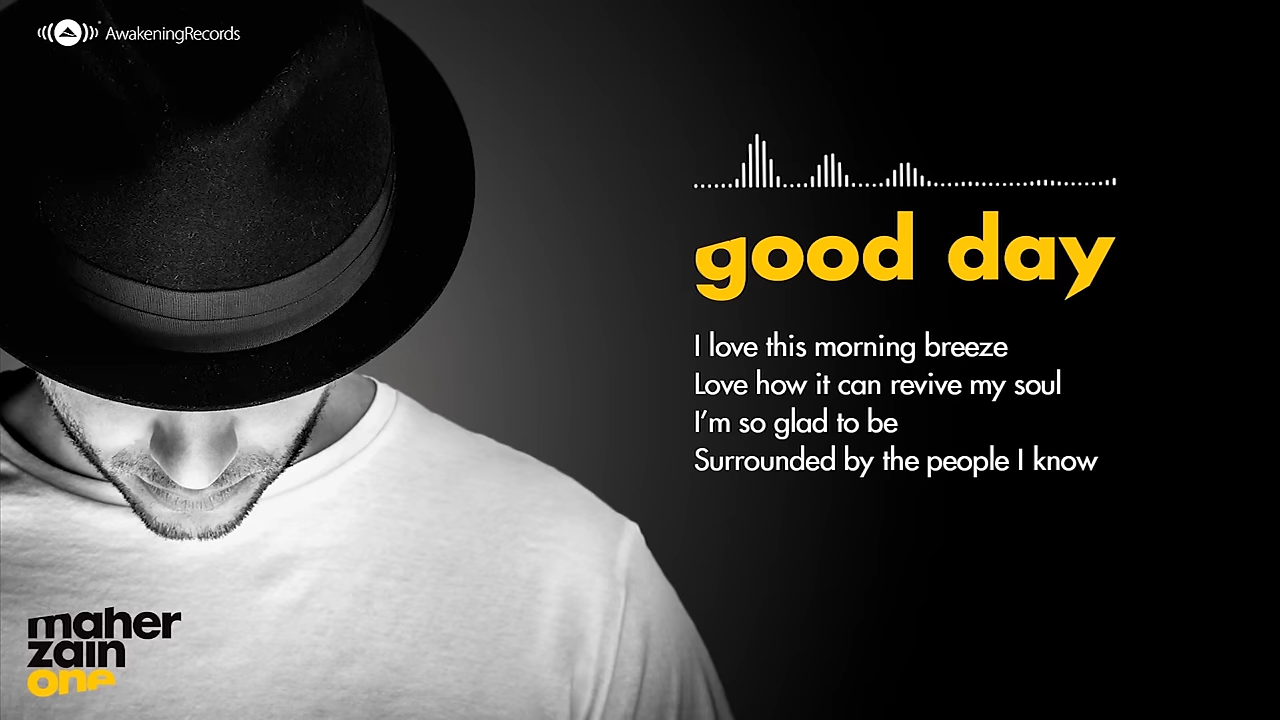 AwakeningRecords
good day
I love this morning breeze
Love how it can revive my soul
I'm so glad to be
Surrounded by the people I know
maher
zain
one